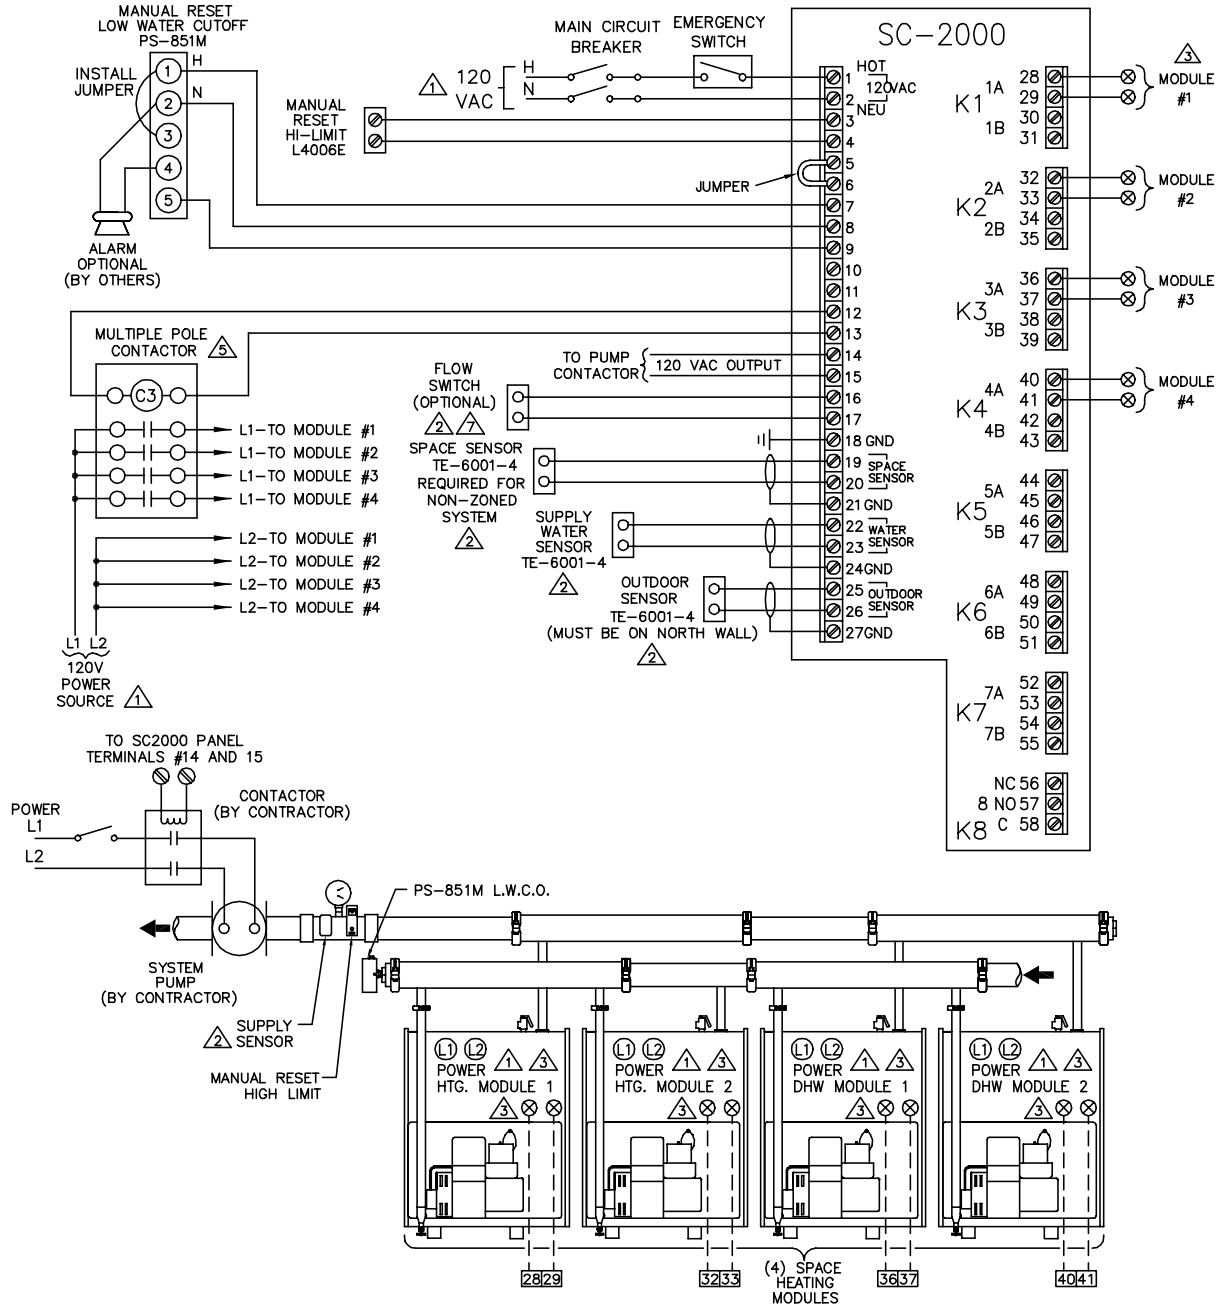 MANUAL RESET
LOW WATER CUTOFF
PS-851M
INSTALL
JUMPER
1
H
2
N
3
4
5
ALARM
OPTIONAL
(BY OTHERS)
MAIN CIRCUIT
BREAKER
EMERGENCY
SWITCH
1
120
VAC
H
N
MANUAL
RESET
HI-LIMIT
L4006E
JUMPER
SC-2000
HOT
120VAC
NEU
1
2
3
4
5
6
7
8
9
10
11
12
13
14
15
16
17
18 GND
19
20
SPACE
SENSOR
21 GND
22
23
WATER
SENSOR
24GND
25
26
OUTDOOR
SENSOR
27GND
K1
1A
1B
28
29
30
31
3
MODULE
#1
K2
2A
2B
32
33
34
35
MODULE
#2
K3
3A
3B
36
37
38
39
MODULE
#3
K4
4A
4B
40
41
42
43
MODULE
#4
K5
5A
5B
44
45
46
47
K6
6A
6B
48
49
50
51
K7
7A
7B
52
53
54
55
K8
NC 56
8 NO 57
C 58
MULTIPLE POLE
CONTACTOR
5
C3
L1-TO MODULE #1
L1-TO MODULE #2
L1-TO MODULE #3
L1-TO MODULE #4
L2-TO MODULE #1
L2-TO MODULE #2
L2-TO MODULE #3
L2-TO MODULE #4
L1 L2
120V
POWER
SOURCE
1
TO PUMP
CONTACTOR
120 VAC OUTPUT
FLOW
SWITCH
(OPTIONAL)
2 7
SPACE SENSOR
TE-6001-4
REQUIRED FOR
NON-ZONED
SYSTEM
2
SUPPLY
WATER
SENSOR
TE-6001-4
2
OUTDOOR
SENSOR
TE-6001-4
(MUST BE ON NORTH WALL)
2
TO SC2000 PANEL
TERMINALS #14 AND 15
POWER
L1
L2
CONTACTOR
(BY CONTRACTOR)
PS-851M L.W.C.O.
SYSTEM
PUMP
(BY CONTRACTOR)
2
SUPPLY
SENSOR
MANUAL RESET
HIGH LIMIT
L1 L2
POWER
1 3
HTG. MODULE 1
3
L1 L2
POWER
1 3
HTG. MODULE 2
3
L1 L2
POWER
1 3
DHW MODULE 1
3
L1 L2
POWER
1 3
DHW MODULE 2
3
28 29
32 33
36 37
40 41
(4) SPACE
HEATING
MODULES